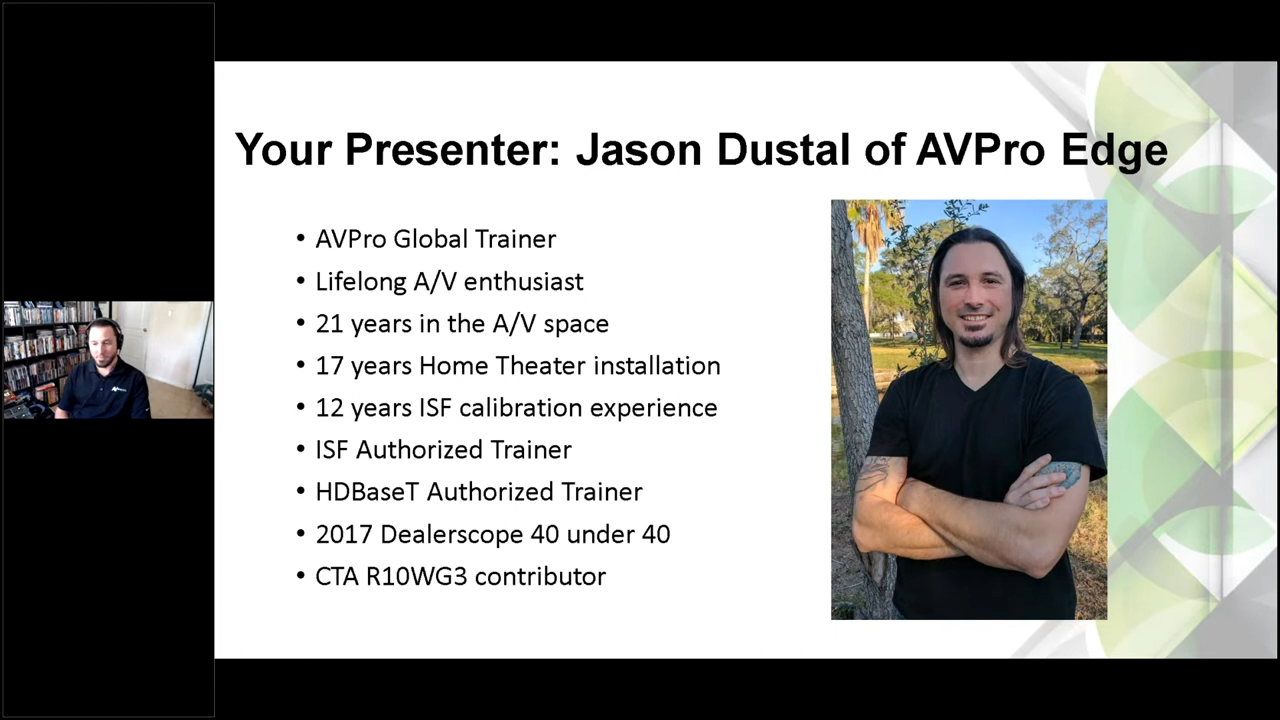 Your Presenter: Jason Dustal of AVPro Edge
• AVPro Global Trainer
• Lifelong A/V enthusiast
• 21 years in the A/V space
• 17 years Home Theater installation
• 12 years ISF calibration experience
• ISF Authorized Trainer
• HDBaseT Authorized Trainer
• 2017 Dealerscope 40 under 40
• CTA R10WG3 contributor